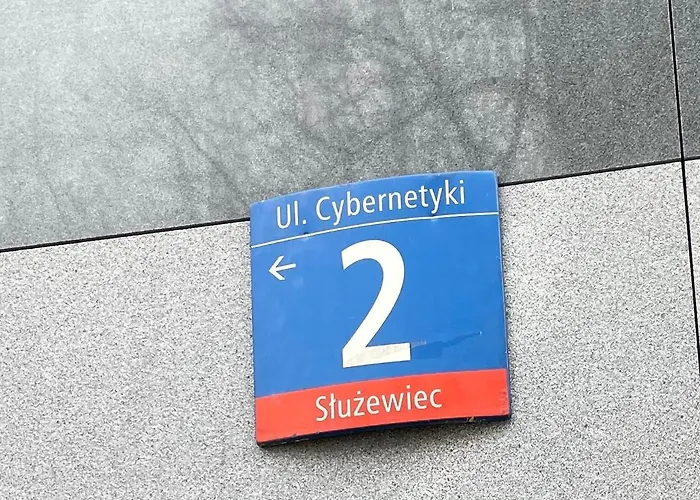 Ul. Cybernetyki
←
2
Służewiec